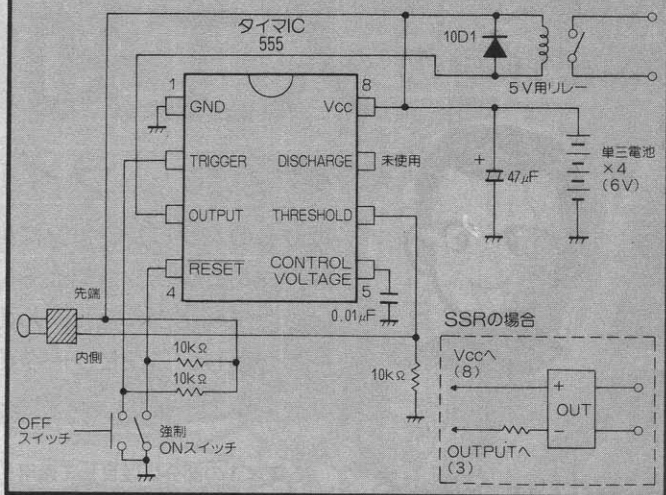 タイマIC
555
10D1
5V用リレー
1
8
GND
Vcc
TRIGGER
DISCHARGE
未使用
OUTPUT
THRESHOLD
RESET
CONTROL
VOLTAGE
4
5
0.01μF
+
47μF
単三電池
×4
(6V)
先端
内側
10kΩ
10kΩ
10kΩ
OFF
スイッチ
強制
ONスイッチ
SSRの場合
Vccへ
(8)
+
OUT
−
OUTPUTへ
(3)